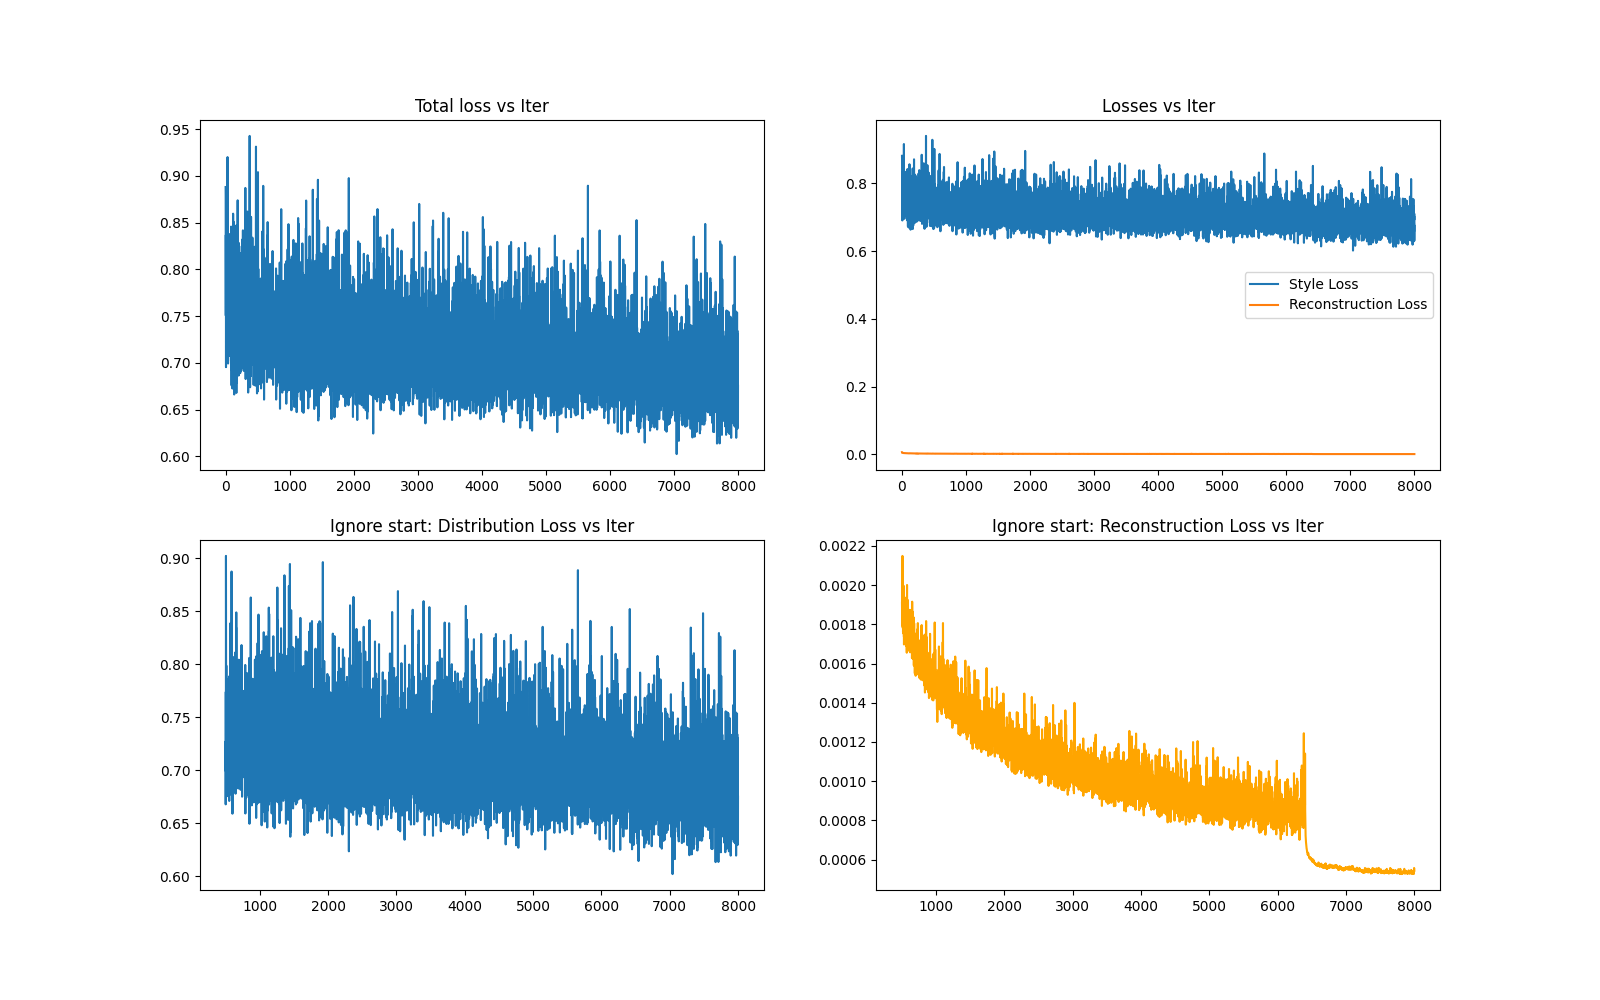 Total loss vs Iter
0.95
0.90
0.85
0.80
0.75
0.70
0.65
0.60
0 1000 2000 3000 4000 5000 6000 7000 8000
Losses vs Iter
0.8
0.6
0.4
0.2
0.0
Style Loss
Reconstruction Loss
0 1000 2000 3000 4000 5000 6000 7000 8000
Ignore start: Distribution Loss vs Iter
0.90
0.85
0.80
0.75
0.70
0.65
0.60
1000 2000 3000 4000 5000 6000 7000 8000
Ignore start: Reconstruction Loss vs Iter
0.0022
0.0020
0.0018
0.0016
0.0014
0.0012
0.0010
0.0008
0.0006
1000 2000 3000 4000 5000 6000 7000 8000